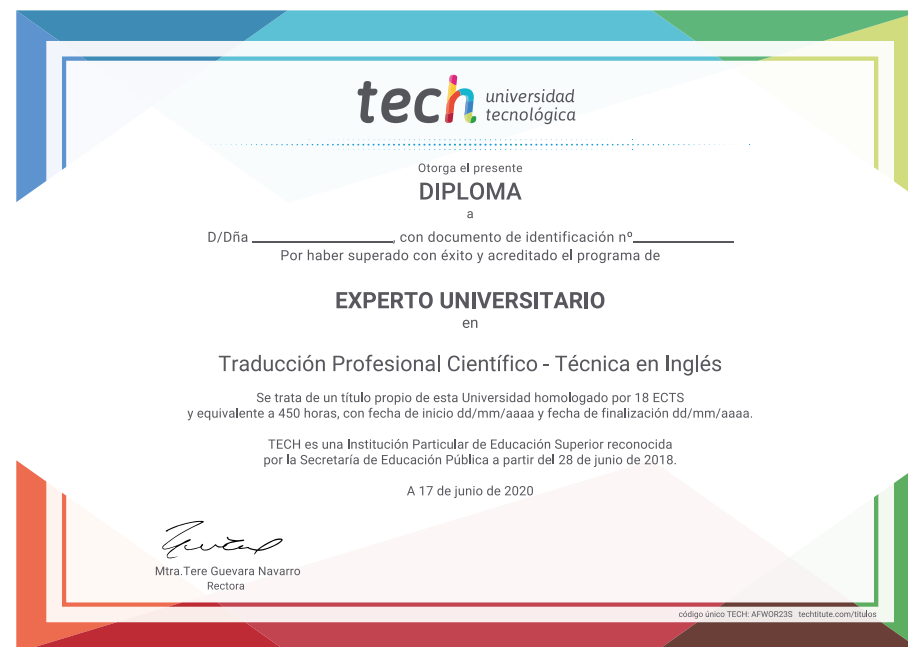 tech universidad
tecnológica
Otorga el presente
DIPLOMA
a
D/Dña ____________________, con documento de identificación nº______________
Por haber superado con éxito y acreditado el programa de
EXPERTO UNIVERSITARIO
en
Traducción Profesional Científico - Técnica en Inglés
Se trata de un título propio de esta Universidad homologado por 18 ECTS
y equivalente a 450 horas, con fecha de inicio dd/mm/aaaa y fecha de finalización dd/mm/aaaa.
TECH es una Institución Particular de Educación Superior reconocida
por la Secretaría de Educación Pública a partir del 28 de junio de 2018.
A 17 de junio de 2020
Mtra.Tere Guevara Navarro
Rectora
código único TECH: AFWOR23S techtitute.com/titulos